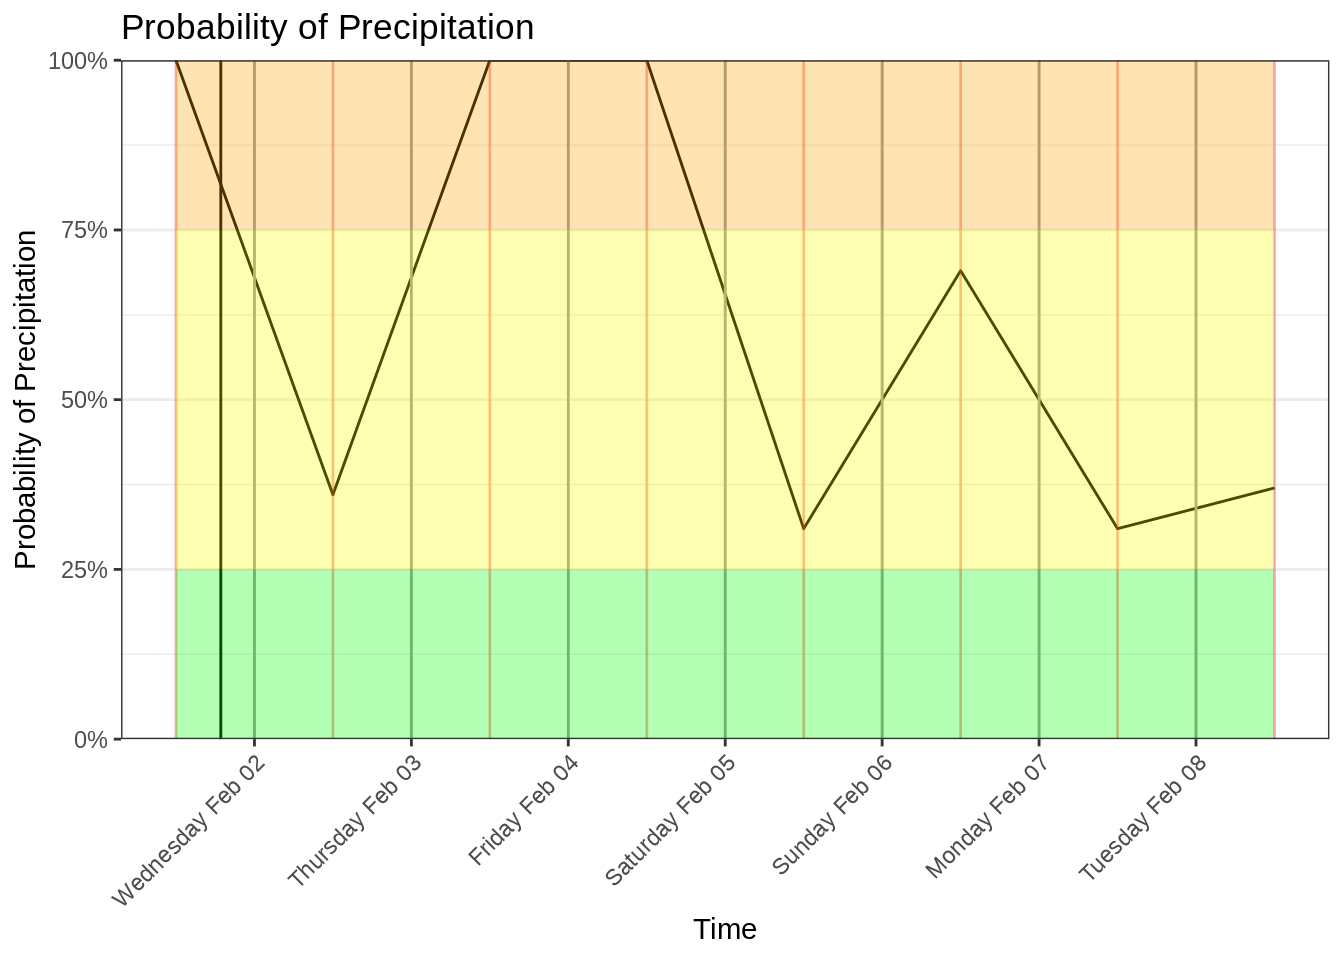 Probability of Precipitation
Probability of Precipitation
100%
75%
50%
25%
0%
Wednesday Feb 02
Thursday Feb 03
Friday Feb 04
Saturday Feb 05
Sunday Feb 06
Monday Feb 07
Tuesday Feb 08
Time